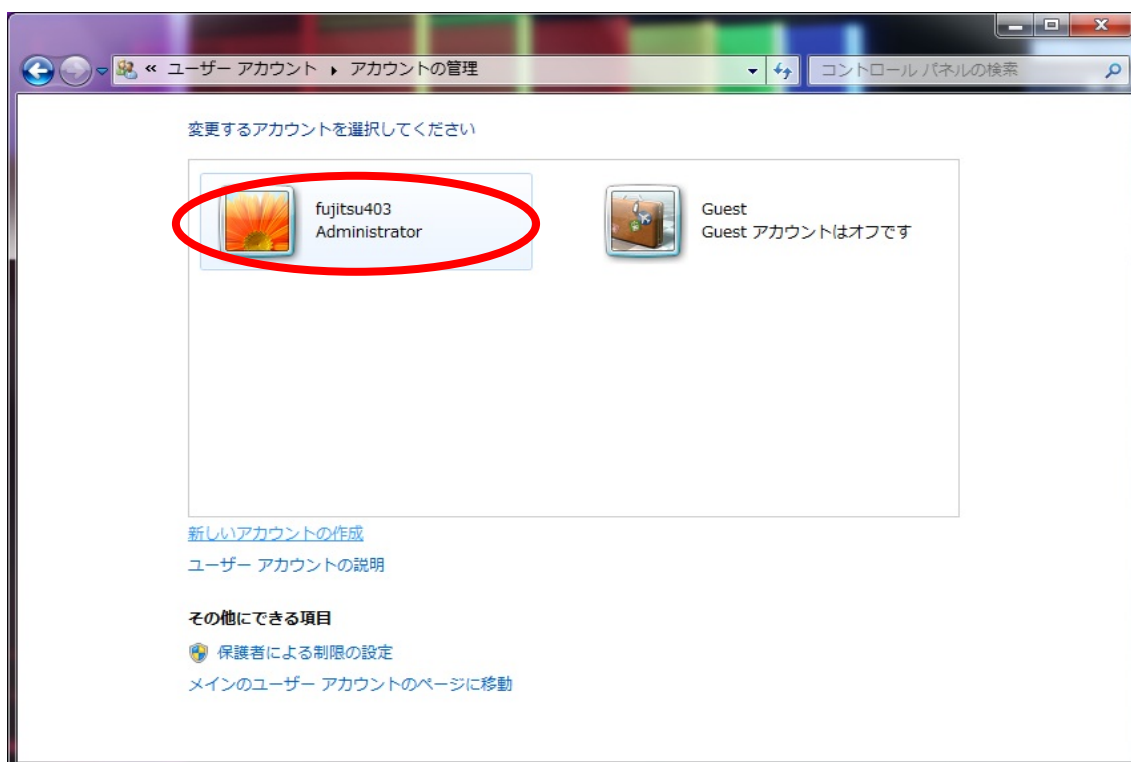 « ユーザー アカウント ▸ アカウントの管理
コントロール パネルの検索
変更するアカウントを選択してください
fujitsu403
Administrator
Guest
Guest アカウントはオフです
新しいアカウントの作成
ユーザー アカウントの説明
その他にできる項目
保護者による制限の設定
メインのユーザー アカウントのページに移動